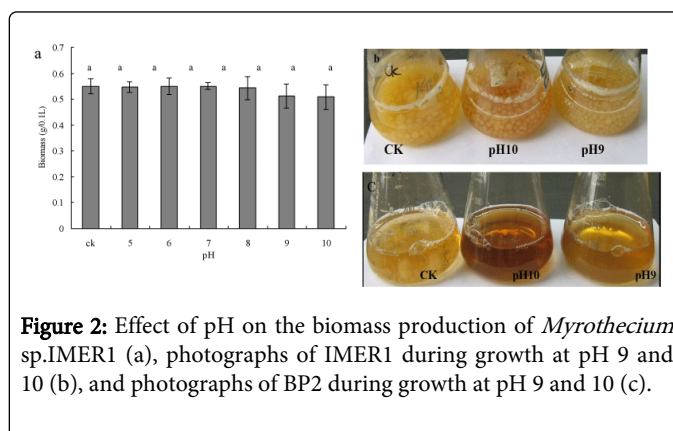 a
0.7
0.6
0.5
0.4
0.3
0.2
0.1
0
Biomass (g/0.1L)
a a a a a a a
ck 5 6 7 8 9 10
pH
b
CK
CK pH10 pH9
C
CK pH10 pH9
Figure 2: Effect of pH on the biomass production of Myrothecium
sp.IMER1 (a), photographs of IMER1 during growth at pH 9 and
10 (b), and photographs of BP2 during growth at pH 9 and 10 (c).